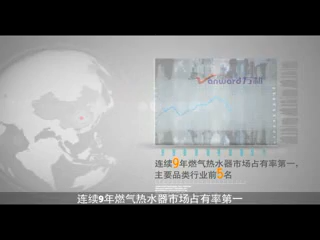 Vanward万和
连续9年燃气热水器市场占有率第一，
主要品类行业前5名
连续9年燃气热水器市场占有率第一